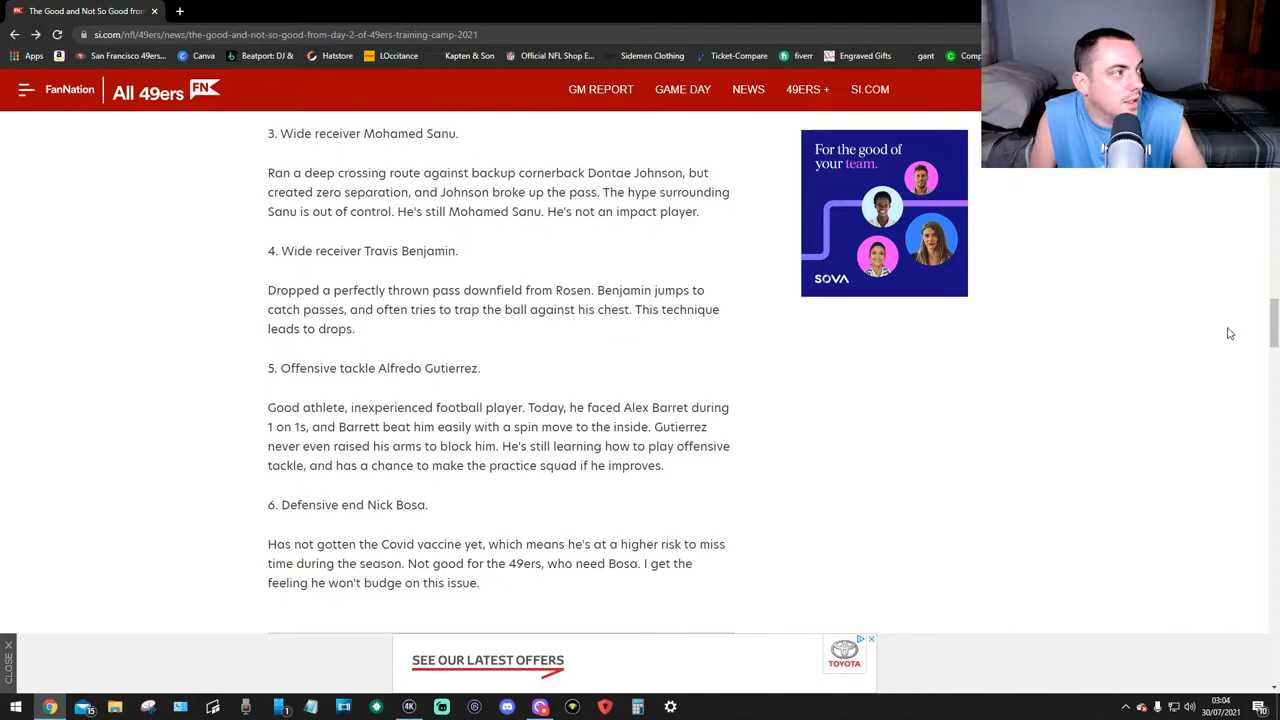 The Good and Not So Good from
si.com/nfl/49ers/news/the-good-and-not-so-good-from-day-2-of-49ers-training-camp-2021
Apps
San Francisco 49ers...
Canva
Beatport: DJ & D...
Hatstore
LOccitance
Kapten & Son
Official NFL Shop E...
Sidemen Clothing
Ticket-Compare
fiverr
Engraved Gifts
gant
Comp
FanNation
All 49ers
FN
GM REPORT
GAME DAY
NEWS
49ERS +
SI.COM
3. Wide receiver Mohamed Sanu.
Ran a deep crossing route against backup cornerback Dontae Johnson, but
created zero separation, and Johnson broke up the pass. The hype surrounding
Sanu is out of control. He's still Mohamed Sanu. He's not an impact player.
4. Wide receiver Travis Benjamin.
Dropped a perfectly thrown pass downfield from Rosen. Benjamin jumps to
catch passes, and often tries to trap the ball against his chest. This technique
leads to drops.
5. Offensive tackle Alfredo Gutierrez.
Good athlete, inexperienced football player. Today, he faced Alex Barret during
1 on 1s, and Barrett beat him easily with a spin move to the inside. Gutierrez
never even raised his arms to block him. He's still learning how to play offensive
tackle, and has a chance to make the practice squad if he improves.
6. Defensive end Nick Bosa.
Has not gotten the Covid vaccine yet, which means he's at a higher risk to miss
time during the season. Not good for the 49ers, who need Bosa. I get the
feeling he won't budge on this issue.
For the good of
your team.
SOVA
CLOSE X
SEE OUR LATEST OFFERS
TOYOTA
15
1
4K
03:04
30/07/2021
10